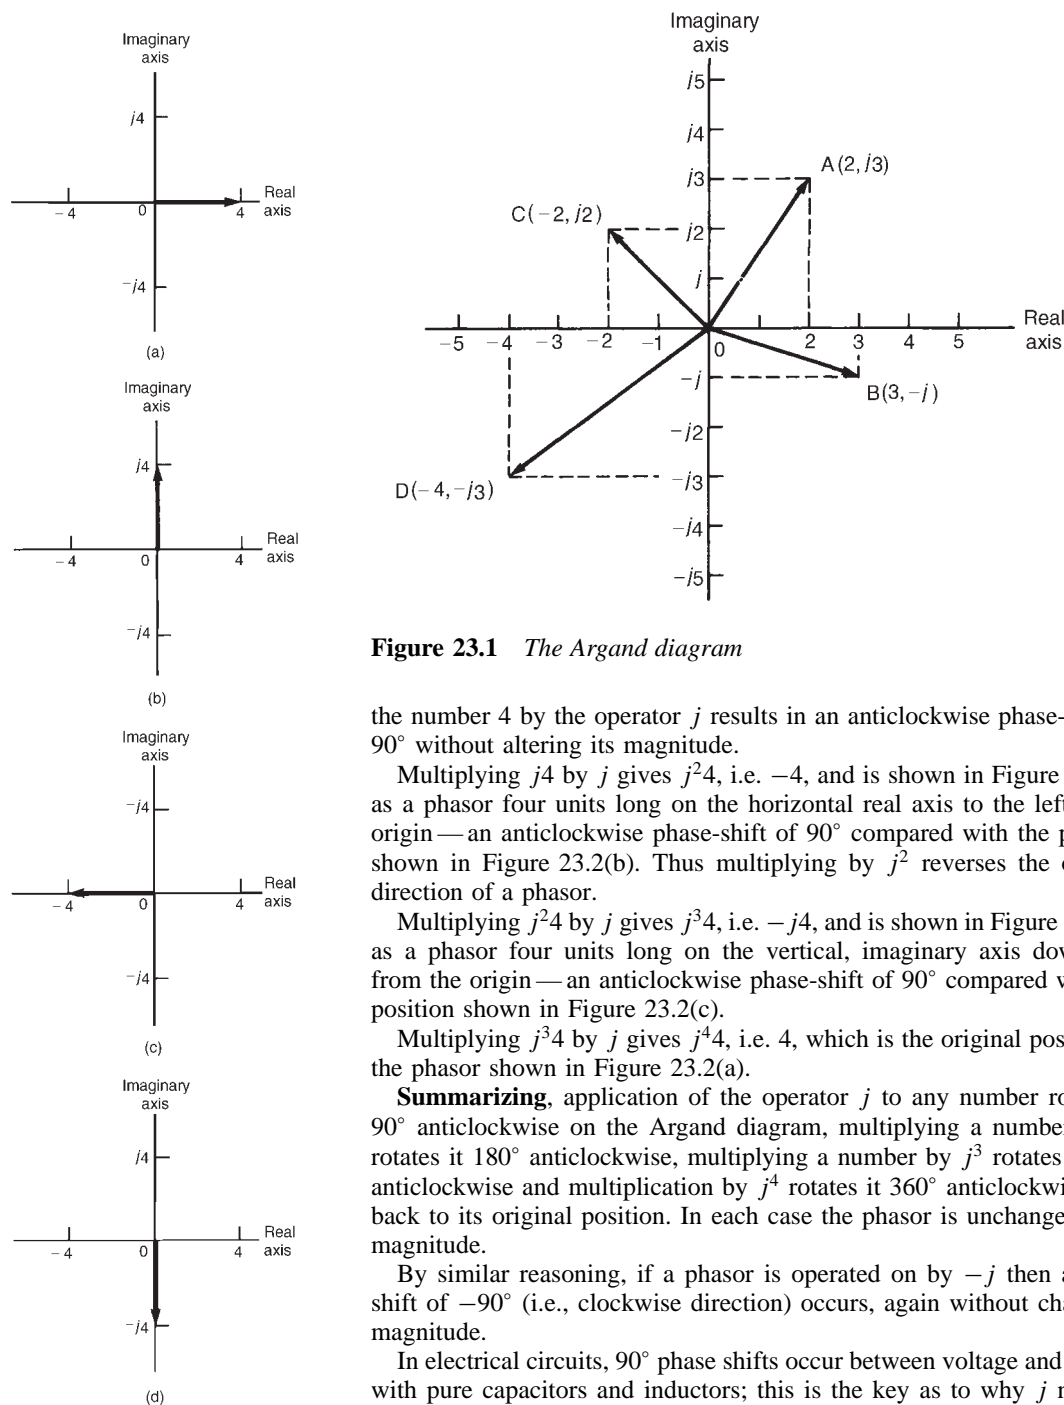 Imaginary
axis
j4
Real
axis
−4
0
4
−j4
(a)
Imaginary
axis
j4
Real
axis
−4
0
4
−j4
(b)
Imaginary
axis
−j4
Real
axis
−4
0
4
−j4
(c)
Imaginary
axis
j4
Real
axis
−4
0
4
−j4
(d)
Imaginary
axis
j5
j4
j3
A(2, j3)
C(−2, j2)
j2
j
Real
axis
−5 −4 −3 −2 −1 0 2 3 4 5
−j
B(3, −j)
−j2
−j3
D(−4, −j3)
−j4
−j5
Figure 23.1 The Argand diagram
the number 4 by the operator j results in an anticlockwise phase-
90° without altering its magnitude.
Multiplying j4 by j gives j²4, i.e. −4, and is shown in Figure
as a phasor four units long on the horizontal real axis to the left
origin — an anticlockwise phase-shift of 90° compared with the p
shown in Figure 23.2(b). Thus multiplying by j² reverses the
direction of a phasor.
Multiplying j²4 by j gives j³4, i.e. −j4, and is shown in Figure
as a phasor four units long on the vertical, imaginary axis dow
from the origin — an anticlockwise phase-shift of 90° compared w
position shown in Figure 23.2(c).
Multiplying j³4 by j gives j⁴4, i.e. 4, which is the original pos
the phasor shown in Figure 23.2(a).
Summarizing, application of the operator j to any number ro
90° anticlockwise on the Argand diagram, multiplying a number
rotates it 180° anticlockwise, multiplying a number by j³ rotates
anticlockwise and multiplication by j⁴ rotates it 360° anticlockwi
back to its original position. In each case the phasor is unchange
magnitude.
By similar reasoning, if a phasor is operated on by −j then a
shift of −90° (i.e., clockwise direction) occurs, again without cha
magnitude.
In electrical circuits, 90° phase shifts occur between voltage and
with pure capacitors and inductors; this is the key as to why j